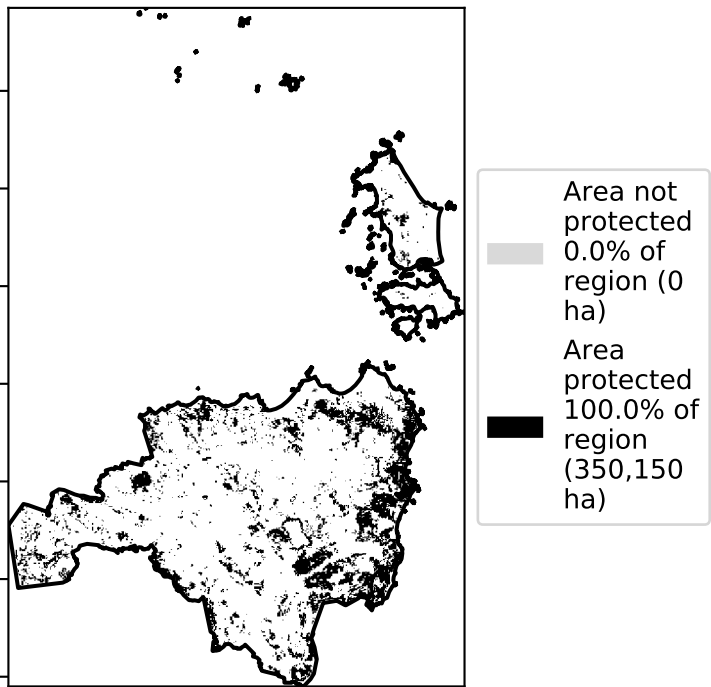 Area not
protected
0.0% of
region (0
ha)
Area
protected
100.0% of
region
(350,150
ha)